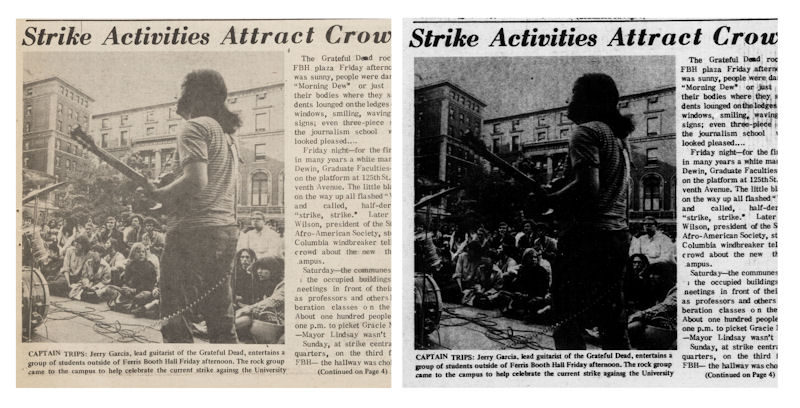 Strike Activities Attract Crow
The Grateful Dead roc
FBH plaza Friday afterno
was sunny, people were dan
"Morning Dew" or just
their bodies where they s
dents lounged on the ledges
windows, smiling, waving
signs; even three-piece
the journalism school
looked pleased....
Friday night—for the fir
in many years a white man
Dewin, Graduate Faculties
on the platform at 125th St.
venth Avenue. The little bl
on the way up all flashed "
and called, half-der
"strike, strike." Later
Wilson, president of the S
Afro-American Society, st
Columbia windbreaker tel
crowd about the new th
.ampus.
Saturday—the communes
the occupied buildings
neetings in front of thei
as professors and others
beration classes on the
About one hundred people
one p.m. to picket Gracie
—Mayor Lindsay wasn't
Sunday, at strike centra
quarters, on the third f
FBH— the hallway was cho
(Continued on Page 4)
CAPTAIN TRIPS: Jerry Garcia, lead guitarist of the Grateful Dead, entertains a
group of students outside of Ferris Booth Hall Friday afternoon. The rock group
came to the campus to help celebrate the current strike againsg the University
Strike Activities Attract Crow
The Grateful Dead roc
FBH plaza Friday afterno
was sunny, people were dan
"Morning Dew" or just
their bodies where they s
dents lounged on the ledges
windows, smiling, waving
signs; even three-piece
the journalism school
looked pleased....
Friday night—for the fir
in many years a white man
Dewin, Graduate Faculties
on the platform at 125th St.
venth Avenue. The little bl
on the way up all flashed "
and called, half-der
"strike, strike." Later
Wilson, president of the S
Afro-American Society, st
Columbia windbreaker tel
crowd about the new th
.ampus.
Saturday—the communes
the occupied buildings
neetings in front of thei
as professors and others
beration classes on the
About one hundred people
one p.m. to picket Gracie
—Mayor Lindsay wasn't
Sunday, at strike centra
quarters, on the third f
FBH— the hallway was cho
(Continued on Page 4)
CAPTAIN TRIPS: Jerry Garcia, lead guitarist of the Grateful Dead, entertains a
group of students outside of Ferris Booth Hall Friday afternoon. The rock group
came to the campus to help celebrate the current strike againsg the University